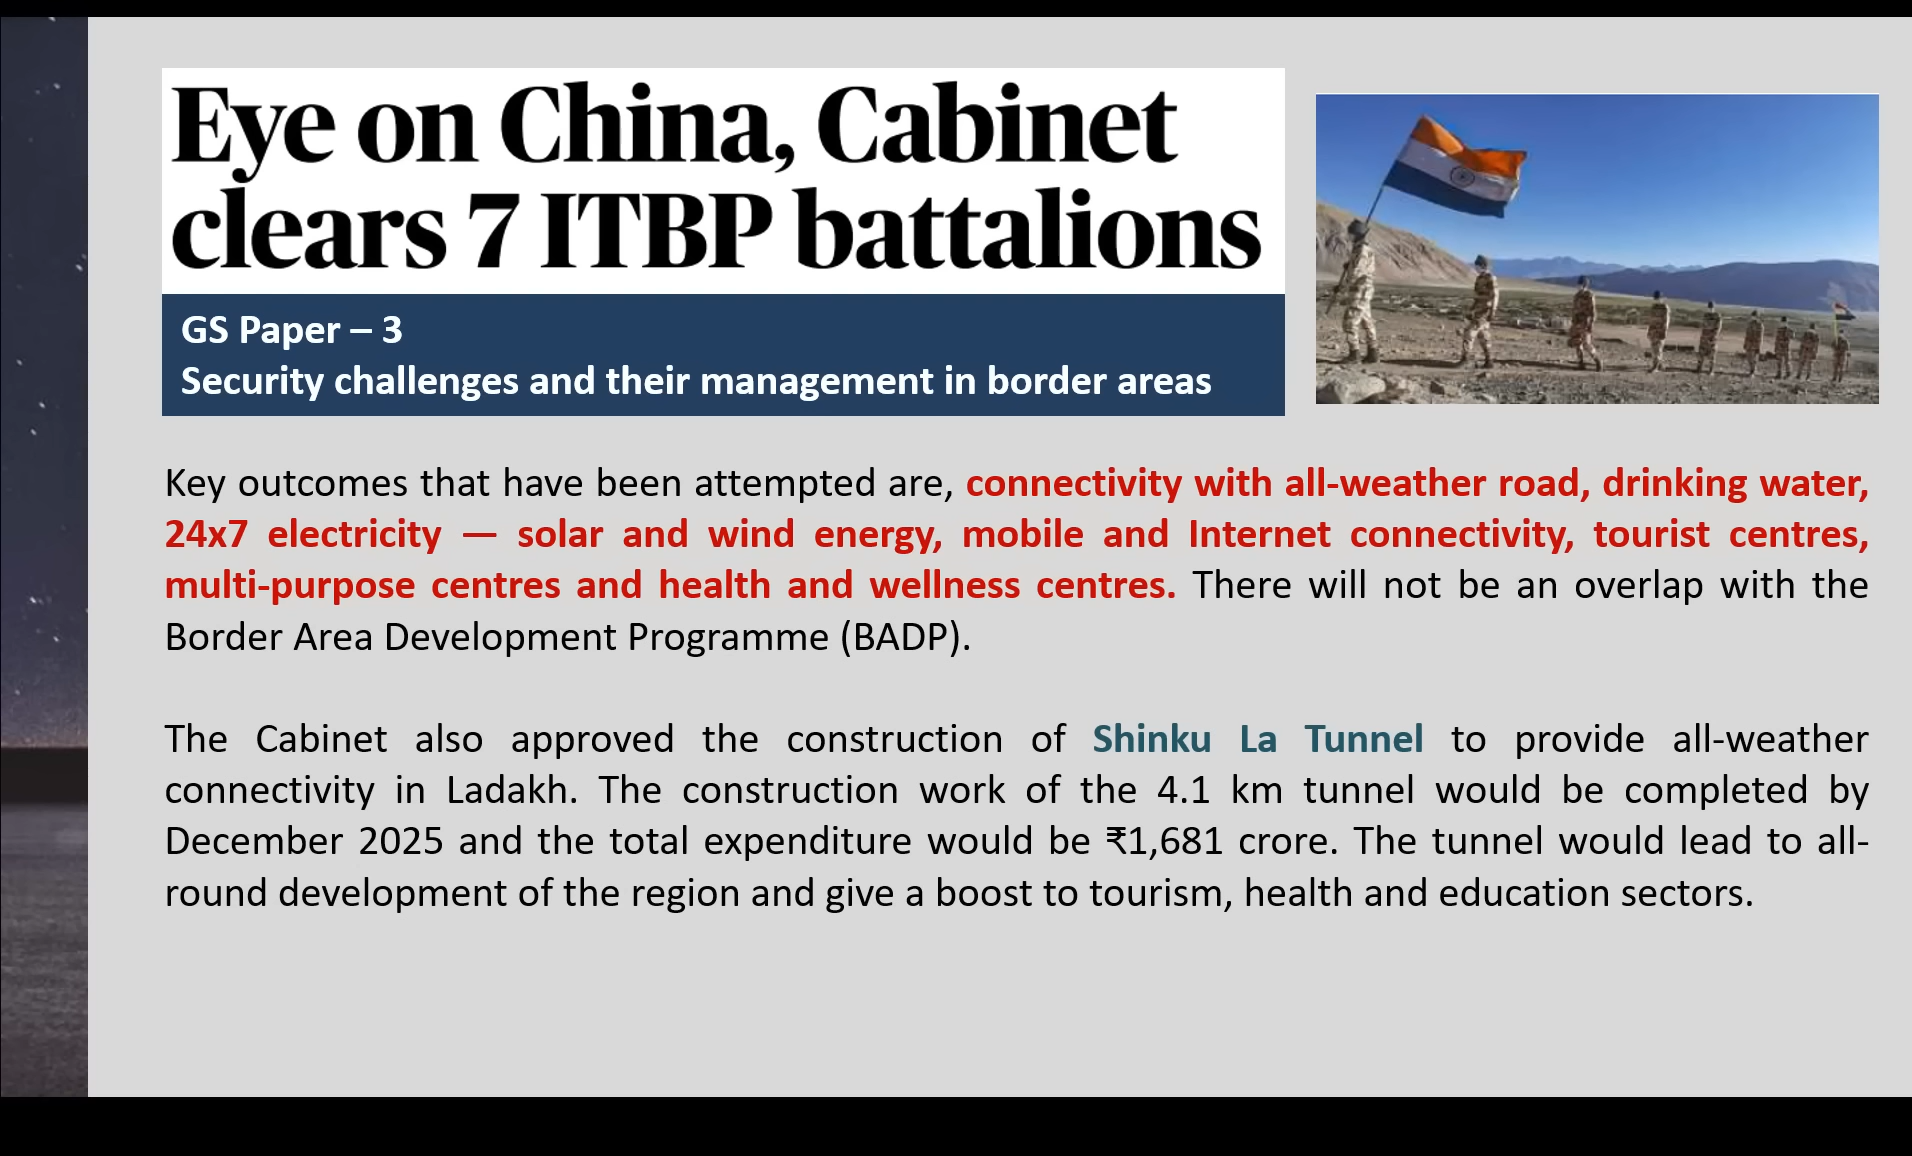 Eye on China, Cabinet
clears 7 ITBP battalions
GS Paper – 3
Security challenges and their management in border areas
Key outcomes that have been attempted are, connectivity with all-weather road, drinking water,
24x7 electricity — solar and wind energy, mobile and Internet connectivity, tourist centres,
multi-purpose centres and health and wellness centres. There will not be an overlap with the
Border Area Development Programme (BADP).
The Cabinet also approved the construction of Shinku La Tunnel to provide all-weather
connectivity in Ladakh. The construction work of the 4.1 km tunnel would be completed by
December 2025 and the total expenditure would be ₹1,681 crore. The tunnel would lead to all-
round development of the region and give a boost to tourism, health and education sectors.